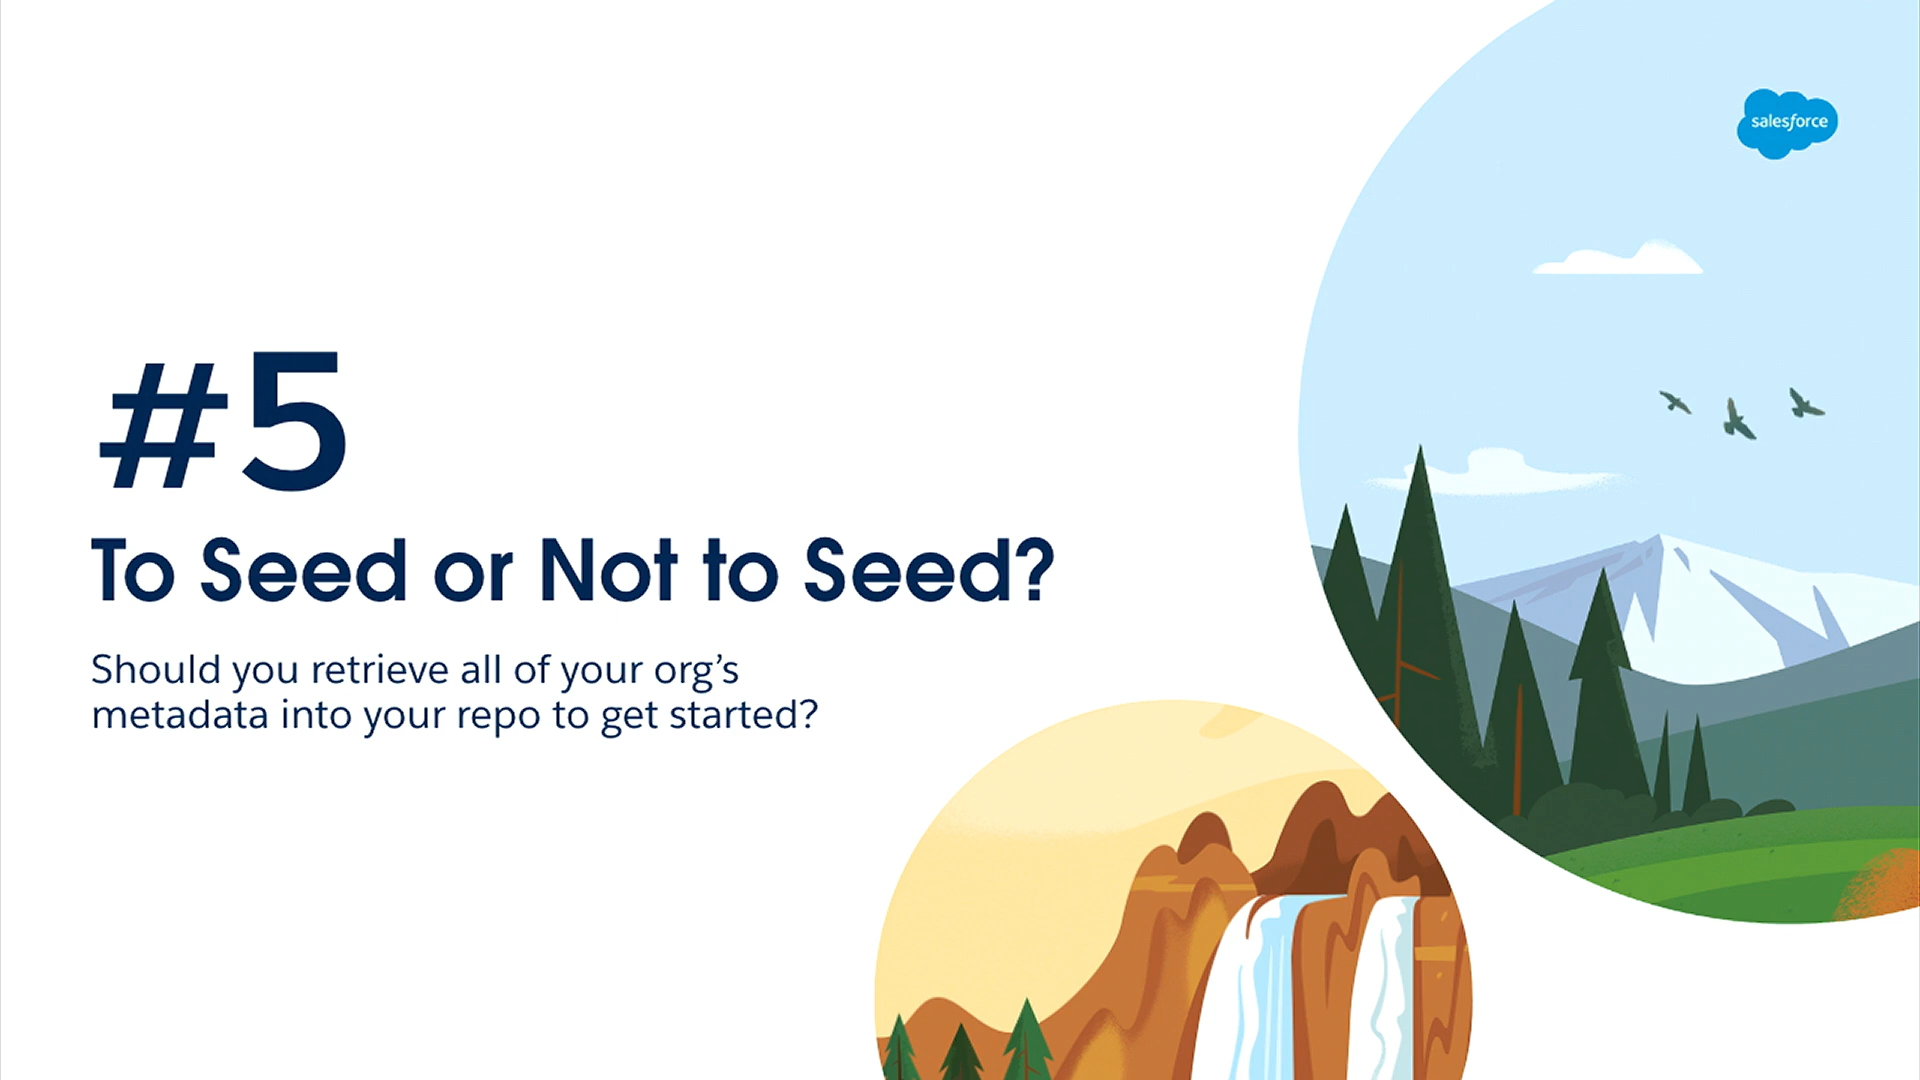 salesforce
#5
To Seed or Not to Seed?
Should you retrieve all of your org’s
metadata into your repo to get started?